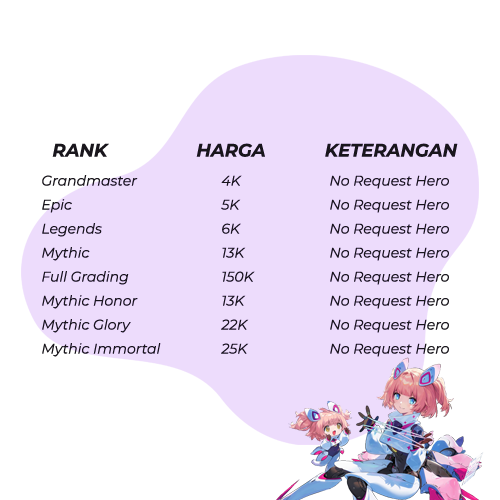 RANK HARGA KETERANGAN
Grandmaster 4K No Request Hero
Epic 5K No Request Hero
Legends 6K No Request Hero
Mythic 13K No Request Hero
Full Grading 150K No Request Hero
Mythic Honor 13K No Request Hero
Mythic Glory 22K No Request Hero
Mythic Immortal 25K No Request Hero